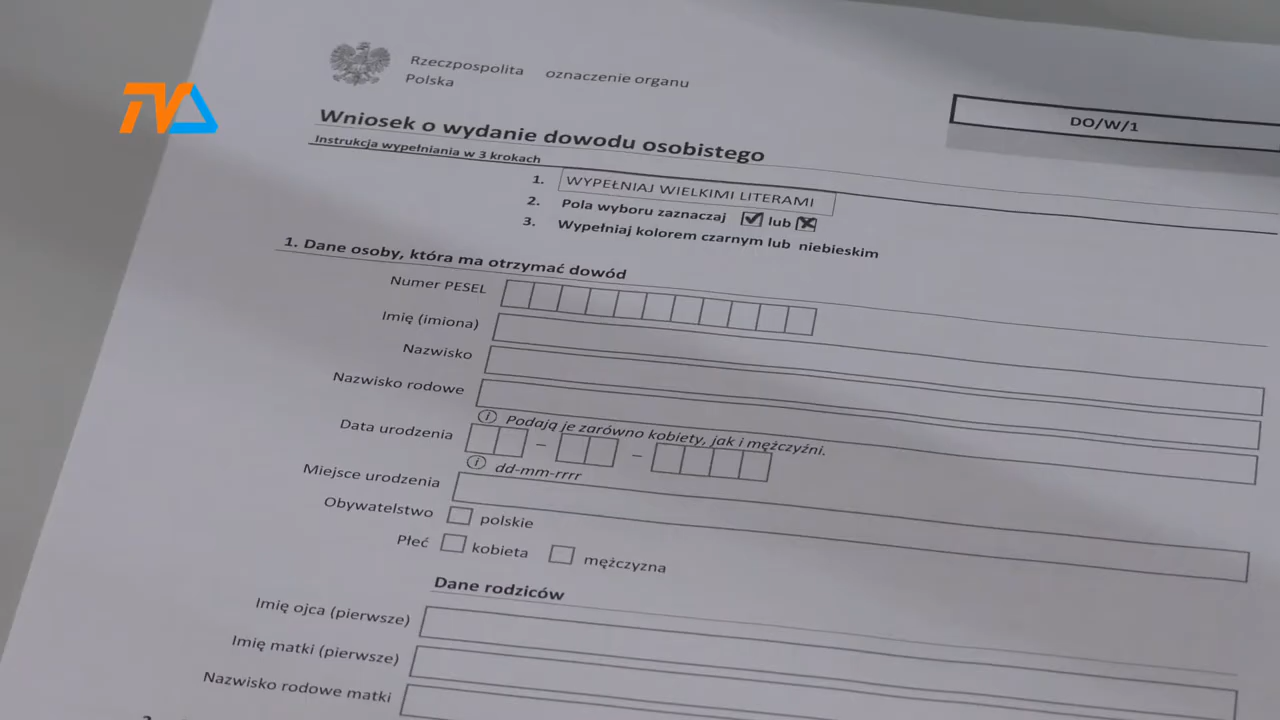 TVA
Rzeczpospolita
Polska
oznaczenie organu
DO/W/1
Wniosek o wydanie dowodu osobistego
Instrukcja wypełniania w 3 krokach
1. WYPEŁNIAJ WIELKIMI LITERAMI
2. Pola wyboru zaznaczaj lub
3. Wypełniaj kolorem czarnym lub niebieskim
1. Dane osoby, która ma otrzymać dowód
Numer PESEL
Imię (imiona)
Nazwisko
Nazwisko rodowe
Podają je zarówno kobiety, jak i mężczyźni.
Data urodzenia – –
dd-mm-rrrr
Miejsce urodzenia
Obywatelstwo polskie
Płeć kobieta mężczyzna
Dane rodziców
Imię ojca (pierwsze)
Imię matki (pierwsze)
Nazwisko rodowe matki